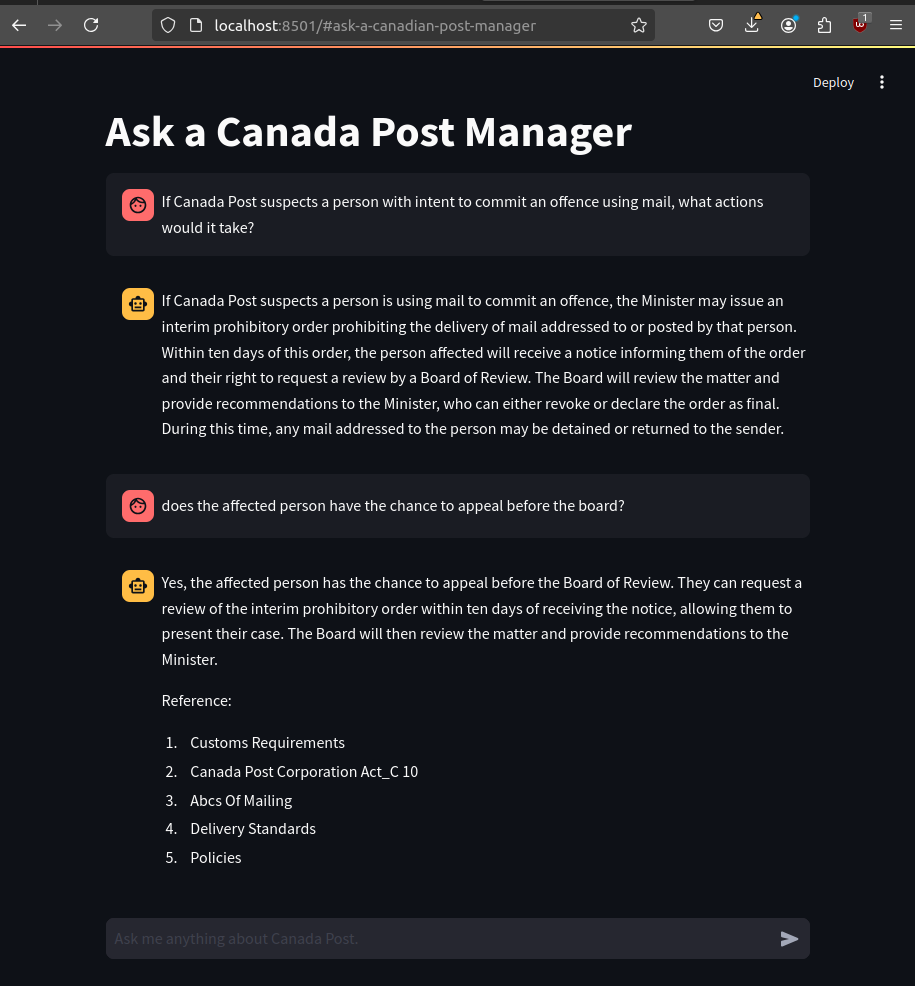 localhost:8501/#ask-a-canadian-post-manager
1
Deploy
Ask a Canada Post Manager
If Canada Post suspects a person with intent to commit an offence using mail, what actions
would it take?
If Canada Post suspects a person is using mail to commit an offence, the Minister may issue an
interim prohibitory order prohibiting the delivery of mail addressed to or posted by that person.
Within ten days of this order, the person affected will receive a notice informing them of the order
and their right to request a review by a Board of Review. The Board will review the matter and
provide recommendations to the Minister, who can either revoke or declare the order as final.
During this time, any mail addressed to the person may be detained or returned to the sender.
does the affected person have the chance to appeal before the board?
Yes, the affected person has the chance to appeal before the Board of Review. They can request a
review of the interim prohibitory order within ten days of receiving the notice, allowing them to
present their case. The Board will then review the matter and provide recommendations to the
Minister.
Reference:
1. Customs Requirements
2. Canada Post Corporation Act_C 10
3. Abcs Of Mailing
4. Delivery Standards
5. Policies
Ask me anything about Canada Post.